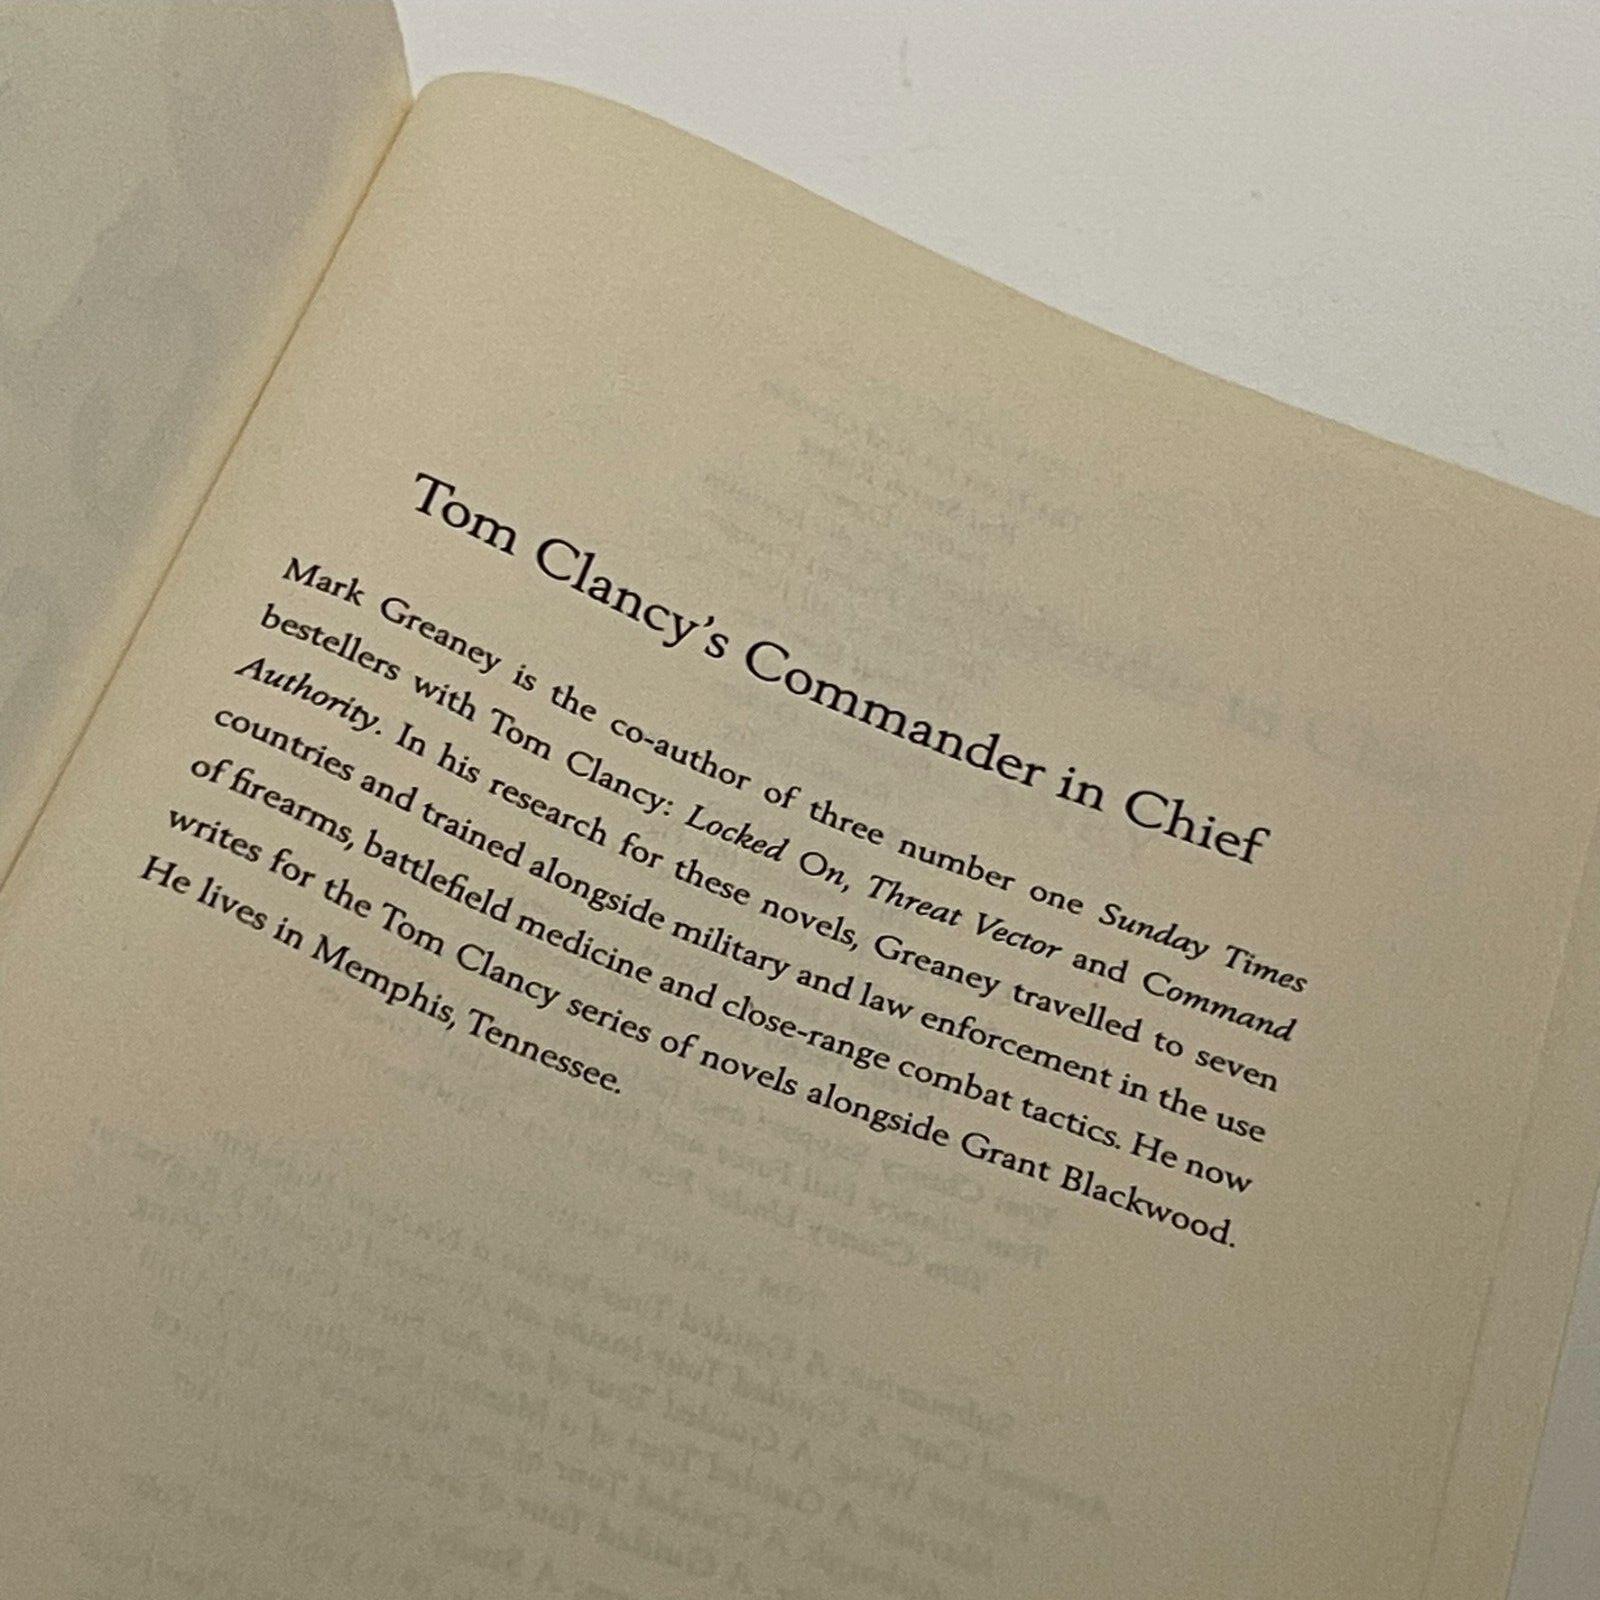 Tom Clancy's Commander in Chief
Mark Greaney is the co-author of three number one Sunday Times
bestellers with Tom Clancy: Locked On, Threat Vector and Command
Authority. In his research for these novels, Greaney travelled to seven
countries and trained alongside military and law enforcement in the use
of firearms, battlefield medicine and close-range combat tactics. He now
writes for the Tom Clancy series of novels alongside Grant Blackwood.
He lives in Memphis, Tennessee.